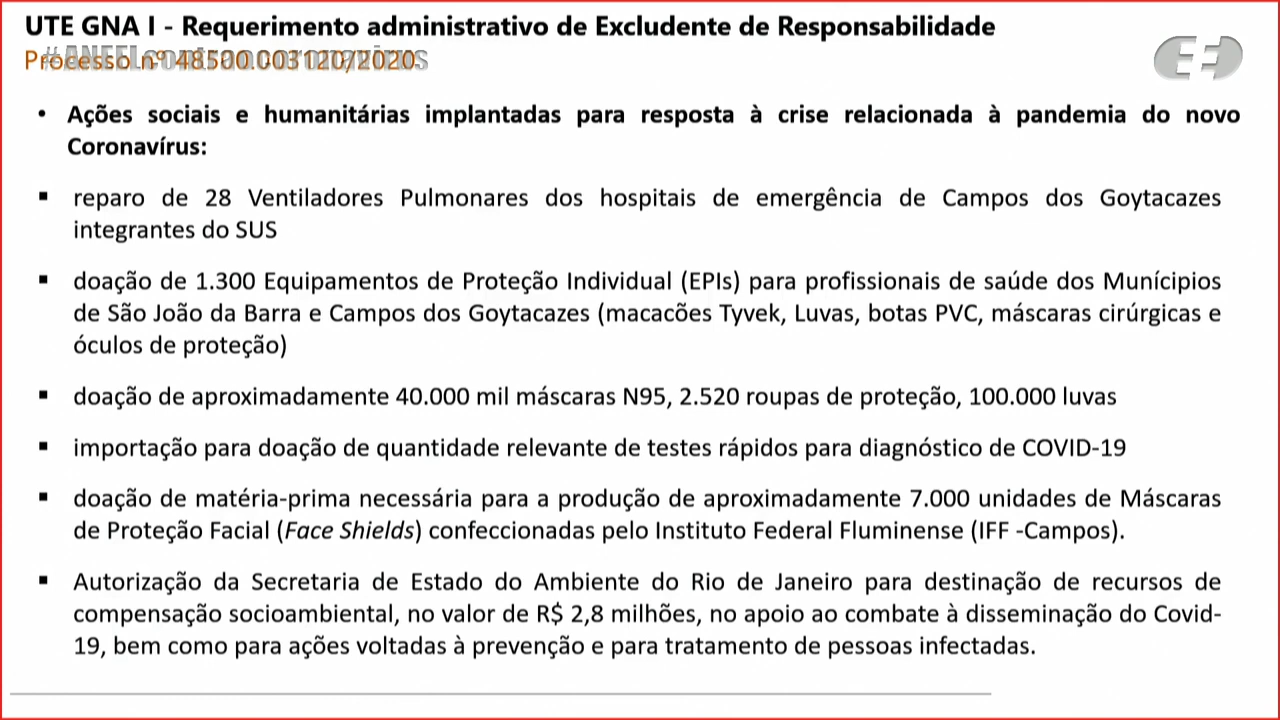 UTE GNA I - Requerimento administrativo de Excludente de Responsabilidade
Processo nº 48500.003120/2020
#ANEELcontraocoronavírus
• Ações sociais e humanitárias implantadas para resposta à crise relacionada à pandemia do novo
Coronavírus:
▪ reparo de 28 Ventiladores Pulmonares dos hospitais de emergência de Campos dos Goytacazes
integrantes do SUS
▪ doação de 1.300 Equipamentos de Proteção Individual (EPIs) para profissionais de saúde dos Munícipios
de São João da Barra e Campos dos Goytacazes (macacões Tyvek, Luvas, botas PVC, máscaras cirúrgicas e
óculos de proteção)
▪ doação de aproximadamente 40.000 mil máscaras N95, 2.520 roupas de proteção, 100.000 luvas
▪ importação para doação de quantidade relevante de testes rápidos para diagnóstico de COVID-19
▪ doação de matéria-prima necessária para a produção de aproximadamente 7.000 unidades de Máscaras
de Proteção Facial (Face Shields) confeccionadas pelo Instituto Federal Fluminense (IFF -Campos).
▪ Autorização da Secretaria de Estado do Ambiente do Rio de Janeiro para destinação de recursos de
compensação socioambiental, no valor de R$ 2,8 milhões, no apoio ao combate à disseminação do Covid-
19, bem como para ações voltadas à prevenção e para tratamento de pessoas infectadas.